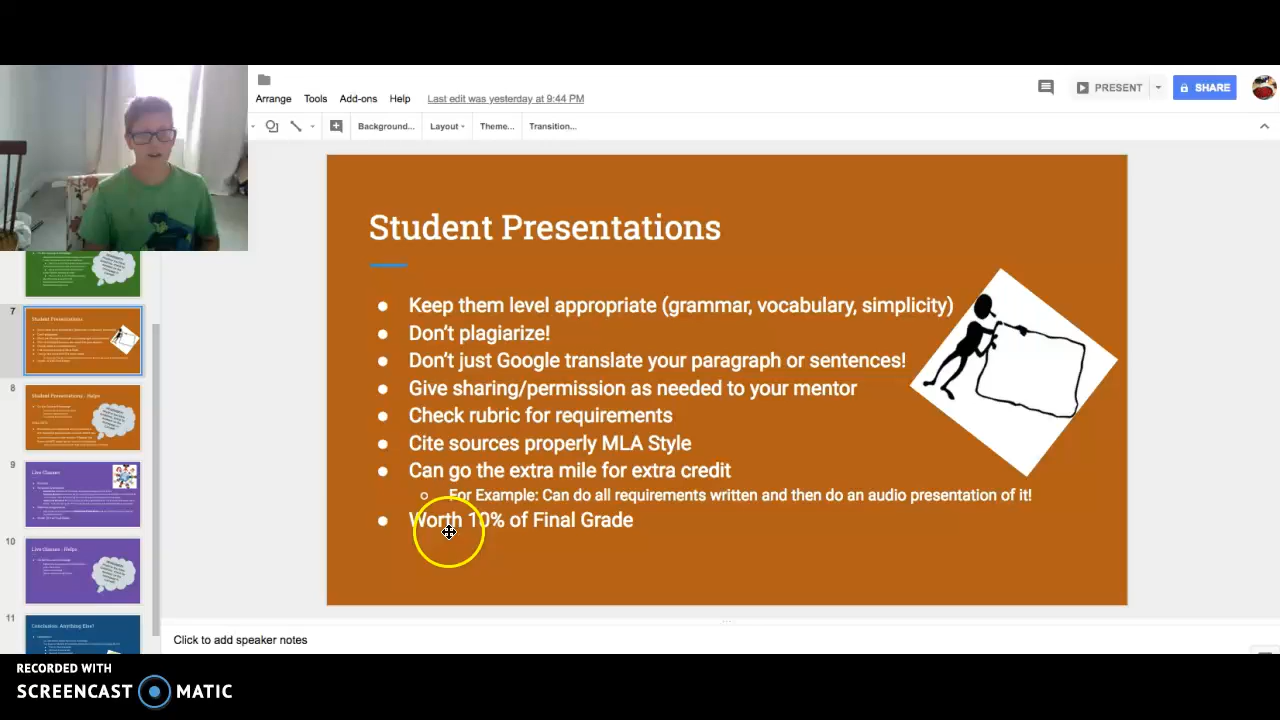 Arrange Tools Add-ons Help Last edit was yesterday at 9:44 PM PRESENT SHARE
Background... Layout Theme... Transition...
Student Presentations
Keep them level appropriate (grammar, vocabulary, simplicity)
Don't plagiarize!
Don't just Google translate your paragraph or sentences!
Give sharing/permission as needed to your mentor
Check rubric for requirements
Cite sources properly MLA Style
Can go the extra mile for extra credit
For Example: Can do all requirements written and then do an audio presentation of it!
Worth 10% of Final Grade
7
Student Presentations
8
Student Presentations - Helps
9
Live Classes
10
Live Classes - Helps
11
Conclusion: Anything Else?
Click to add speaker notes
RECORDED WITH
SCREENCAST MATIC